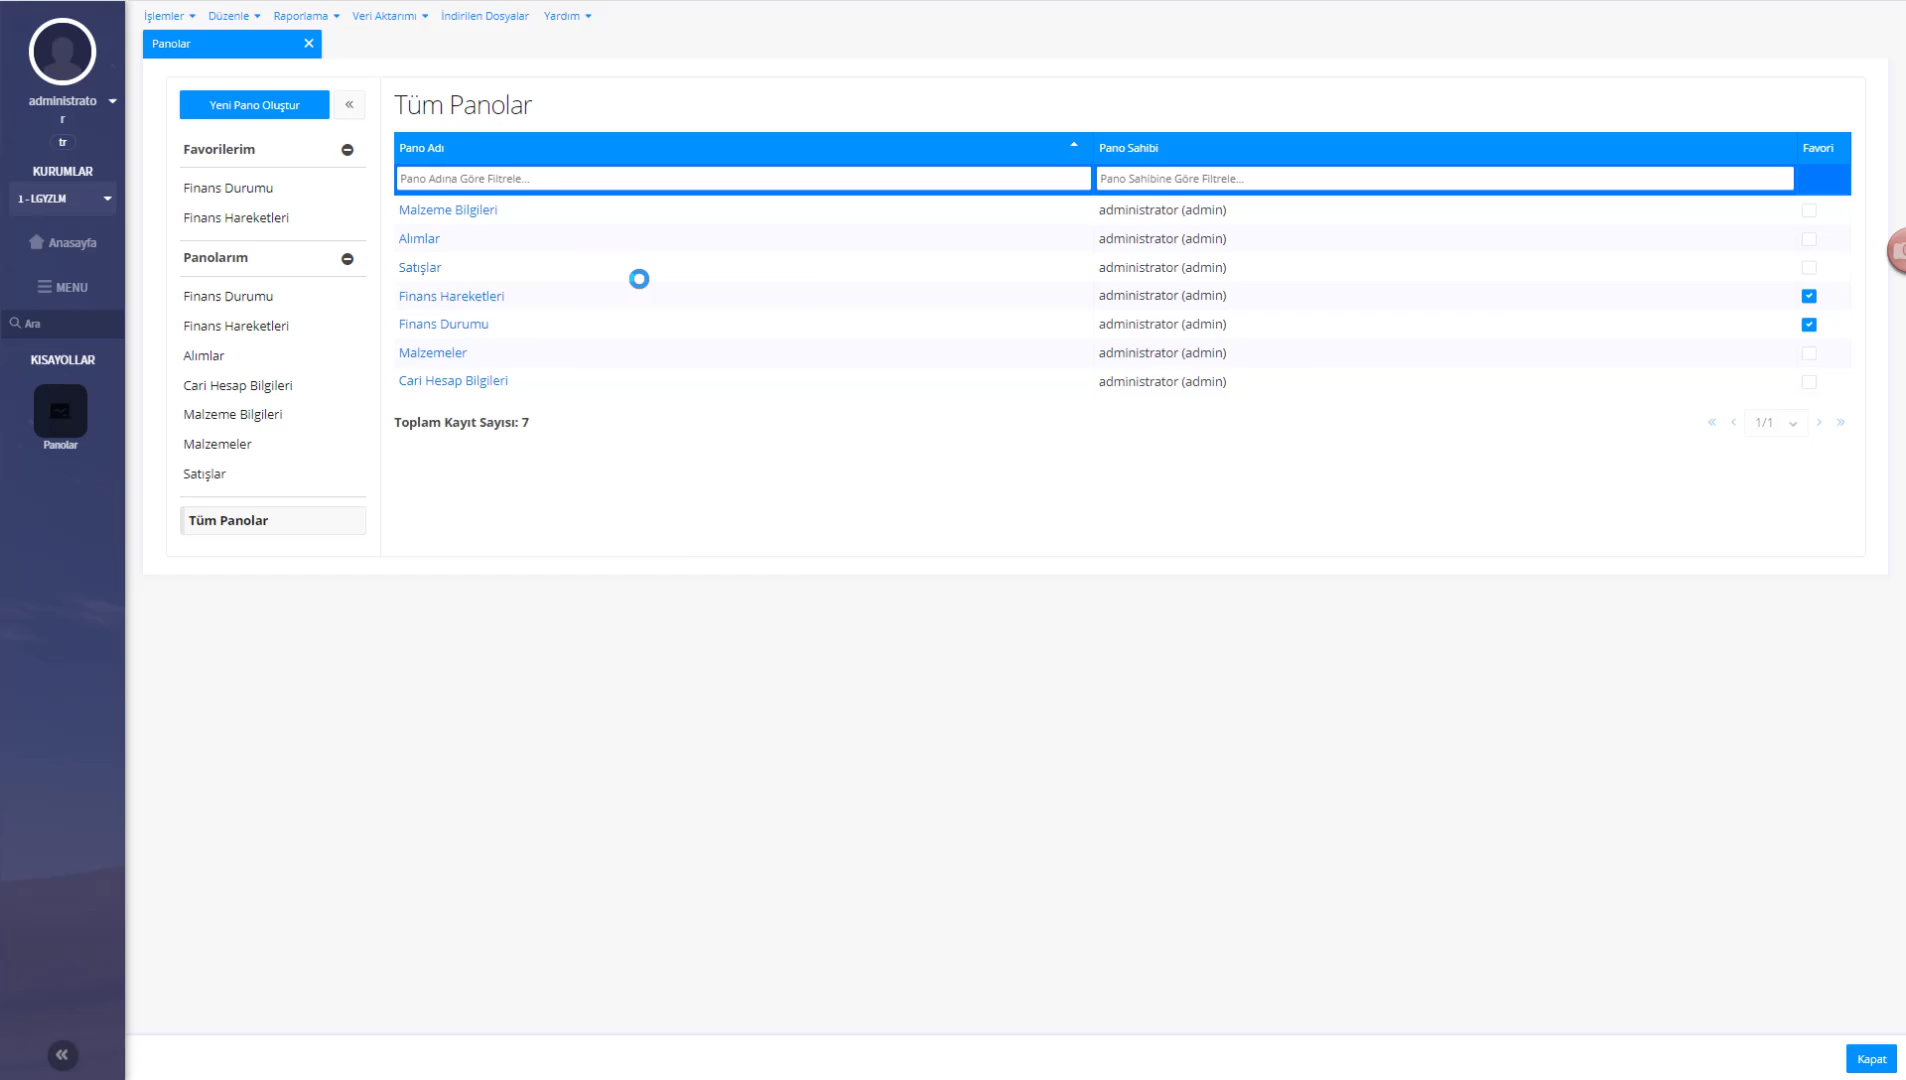 İşlemler
Düzenle
Raporlama
Veri Aktarımı
İndirilen Dosyalar
Yardım
Panolar
administrato
r
tr
KURUMLAR
1 - LGYZLM
Anasayfa
MENU
Ara
KISAYOLLAR
Panolar
Yeni Pano Oluştur
Favorilerim
Finans Durumu
Finans Hareketleri
Panolarım
Finans Durumu
Finans Hareketleri
Alımlar
Cari Hesap Bilgileri
Malzeme Bilgileri
Malzemeler
Satışlar
Tüm Panolar
Tüm Panolar
Pano Adı Pano Sahibi Favori
Pano Adına Göre Filtrele... Pano Sahibine Göre Filtrele...
Malzeme Bilgileri administrator (admin)
Alımlar administrator (admin)
Satışlar administrator (admin)
Finans Hareketleri administrator (admin)
Finans Durumu administrator (admin)
Malzemeler administrator (admin)
Cari Hesap Bilgileri administrator (admin)
Toplam Kayıt Sayısı: 7
« ‹ 1/1 › »
Kapat